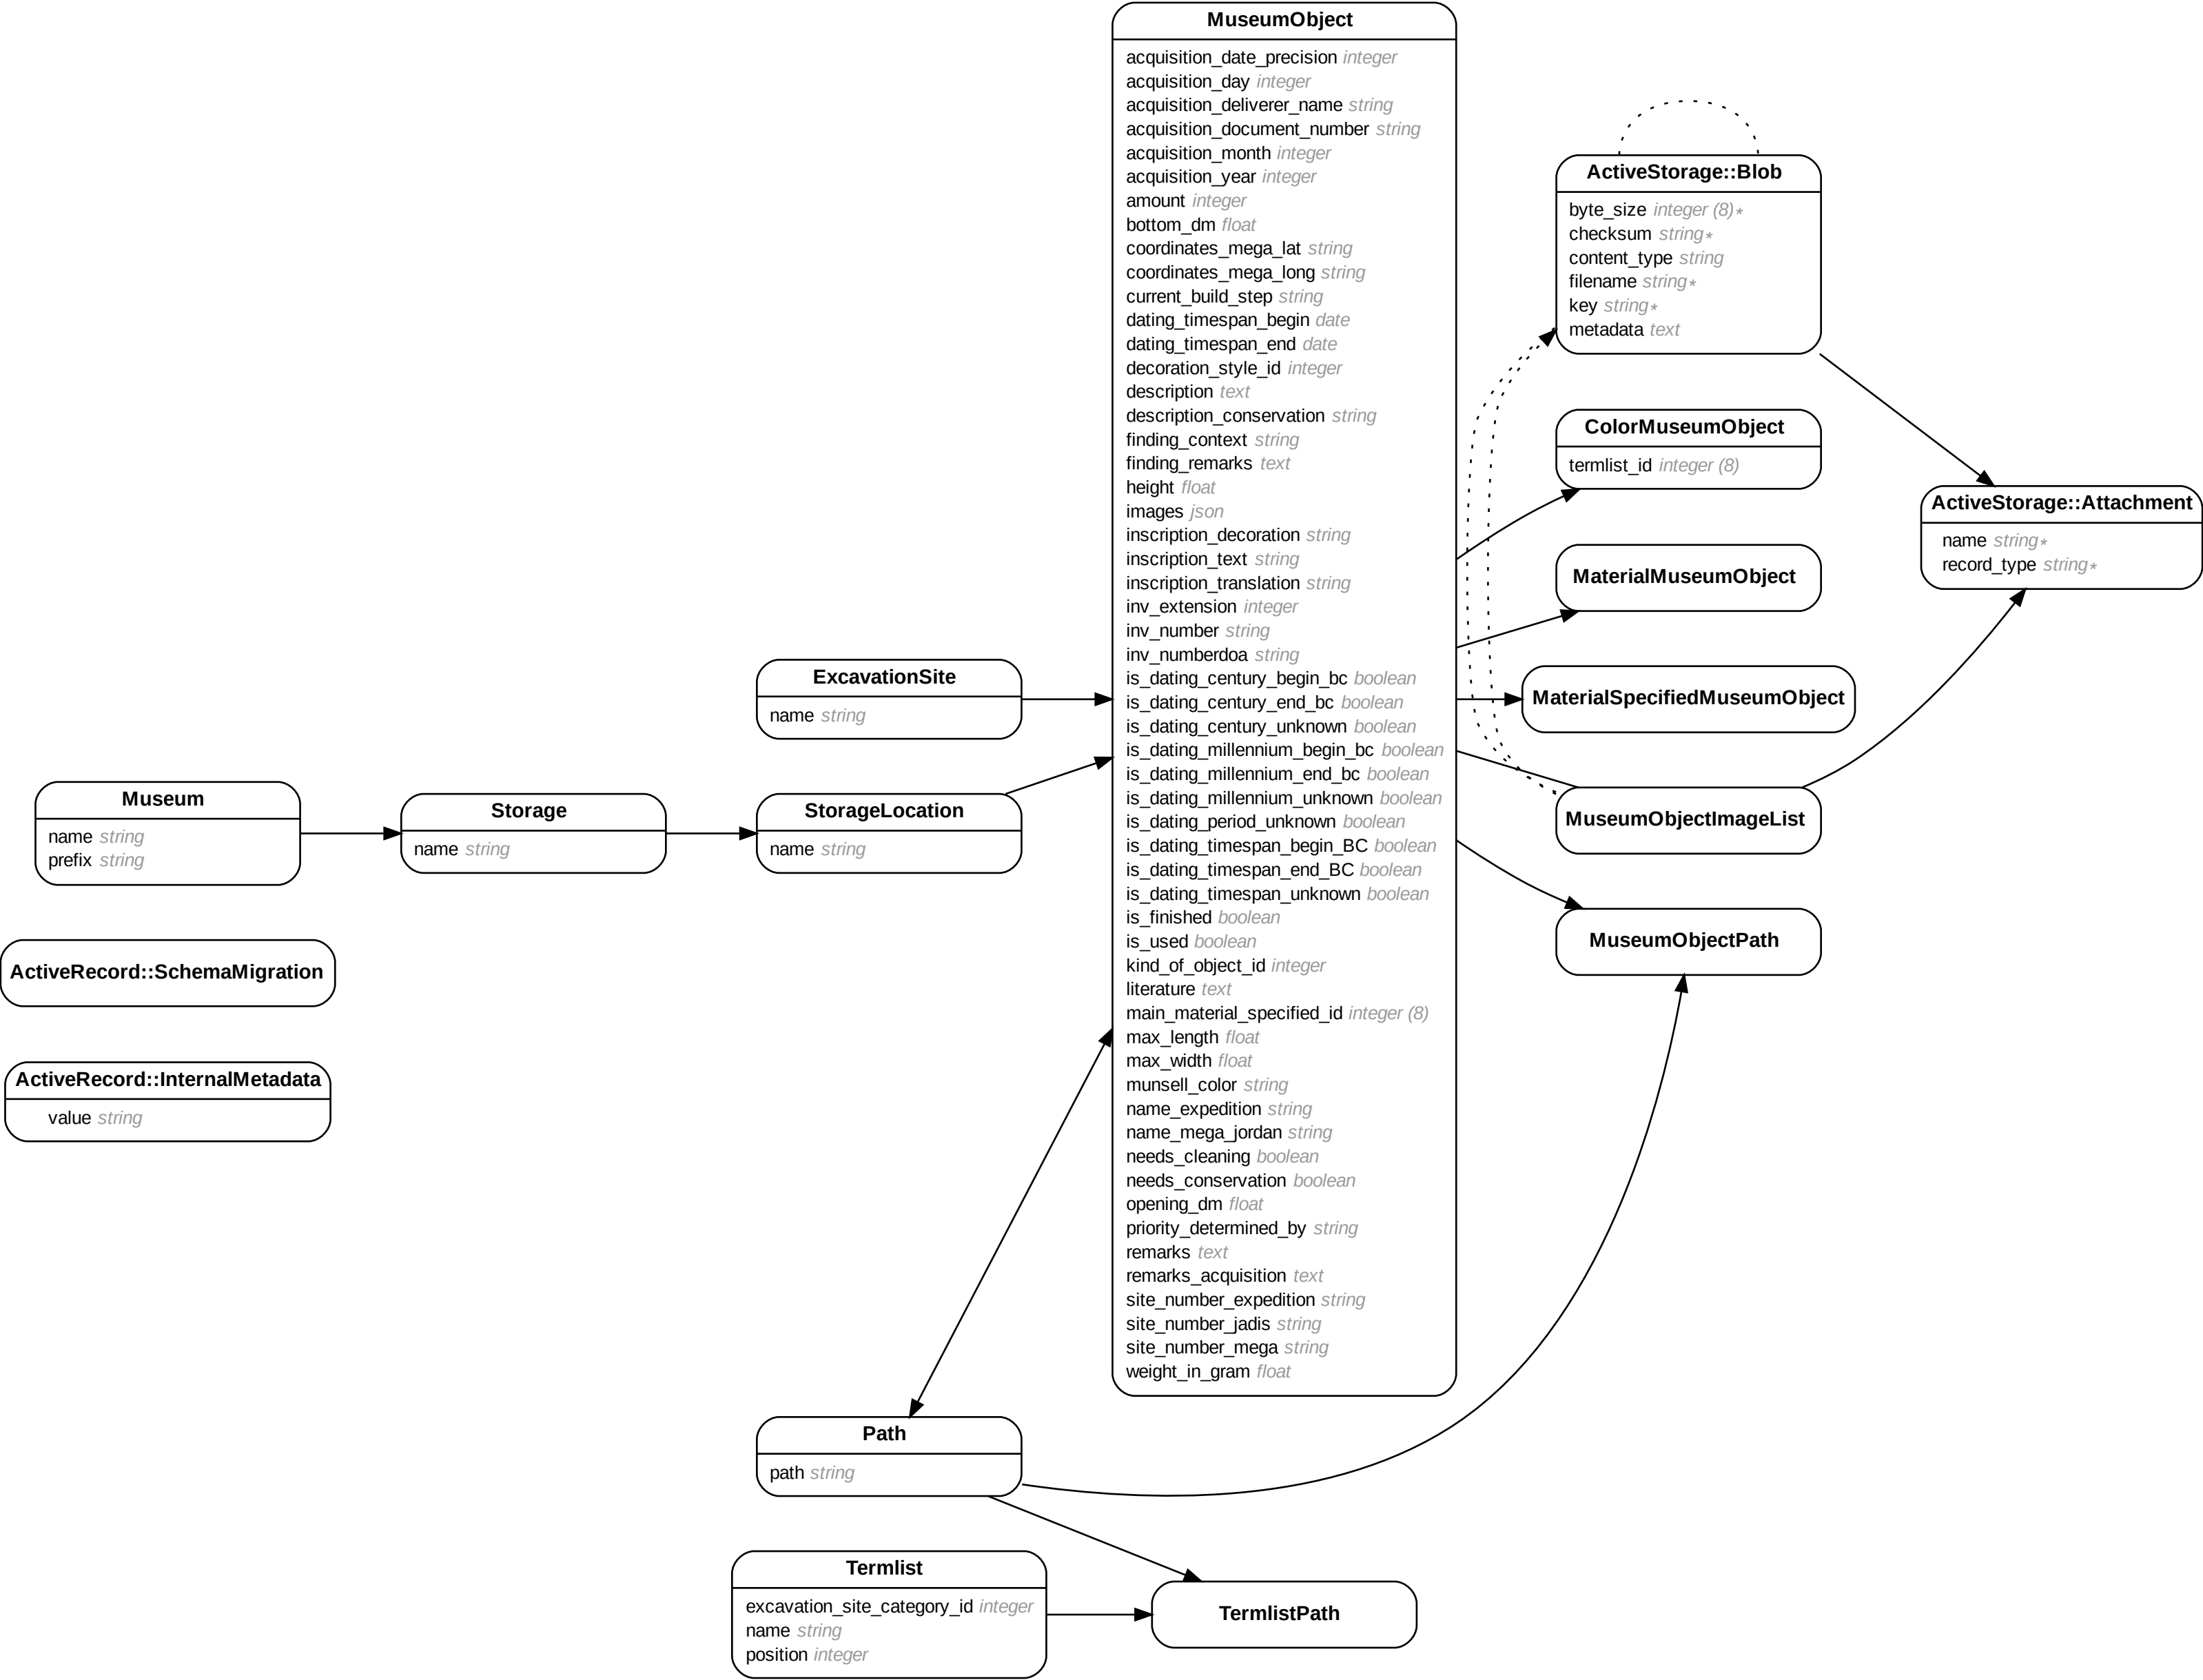 MuseumObject
acquisition_date_precision integer
acquisition_day integer
acquisition_deliverer_name string
acquisition_document_number string
acquisition_month integer
acquisition_year integer
amount integer
bottom_dm float
coordinates_mega_lat string
coordinates_mega_long string
current_build_step string
dating_timespan_begin date
dating_timespan_end date
decoration_style_id integer
description text
description_conservation string
finding_context string
finding_remarks text
height float
images json
inscription_decoration string
inscription_text string
inscription_translation string
inv_extension integer
inv_number string
inv_numberdoa string
is_dating_century_begin_bc boolean
is_dating_century_end_bc boolean
is_dating_century_unknown boolean
is_dating_millennium_begin_bc boolean
is_dating_millennium_end_bc boolean
is_dating_millennium_unknown boolean
is_dating_period_unknown boolean
is_dating_timespan_begin_BC boolean
is_dating_timespan_end_BC boolean
is_dating_timespan_unknown boolean
is_finished boolean
is_used boolean
kind_of_object_id integer
literature text
main_material_specified_id integer (8)
max_length float
max_width float
munsell_color string
name_expedition string
name_mega_jordan string
needs_cleaning boolean
needs_conservation boolean
opening_dm float
priority_determined_by string
remarks text
remarks_acquisition text
site_number_expedition string
site_number_jadis string
site_number_mega string
weight_in_gram float
ActiveStorage::Blob
byte_size integer (8)*
checksum string*
content_type string
filename string*
key string*
metadata text
ColorMuseumObject
termlist_id integer (8)
ActiveStorage::Attachment
name string*
record_type string*
MaterialMuseumObject
MaterialSpecifiedMuseumObject
MuseumObjectImageList
MuseumObjectPath
ExcavationSite
name string
Museum
name string
prefix string
Storage
name string
StorageLocation
name string
ActiveRecord::SchemaMigration
ActiveRecord::InternalMetadata
value string
Path
path string
Termlist
excavation_site_category_id integer
name string
position integer
TermlistPath